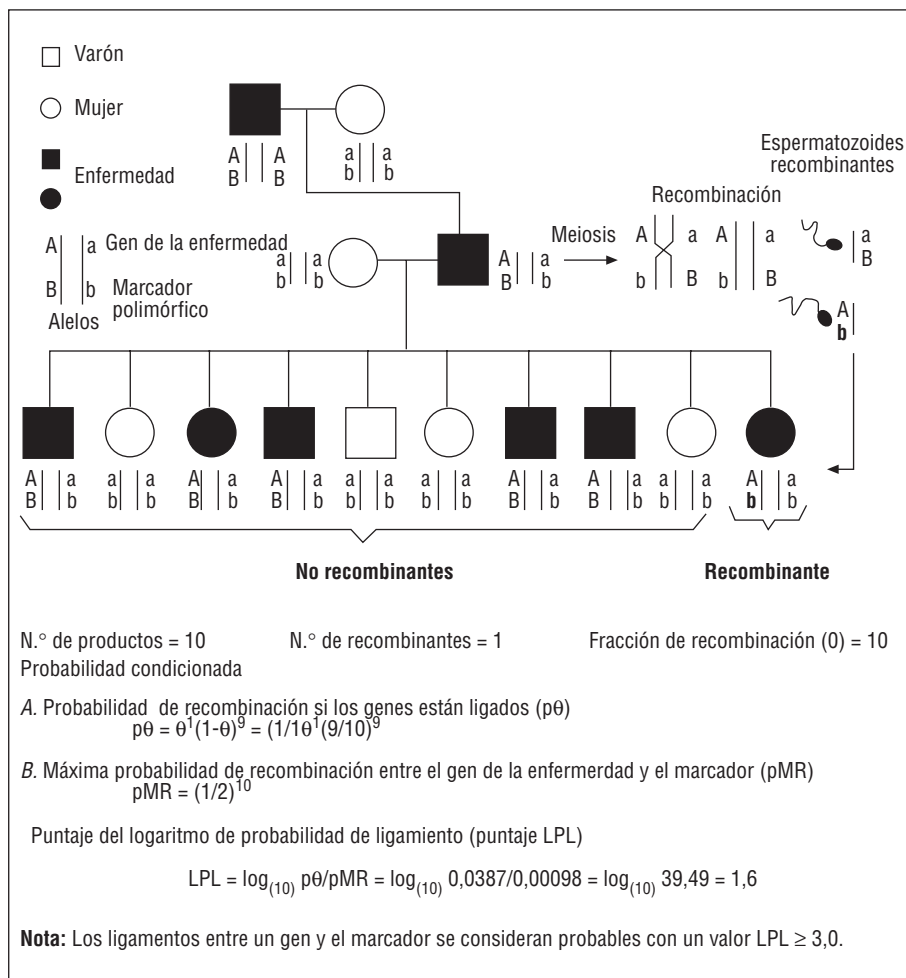 Varón
Mujer
Enfermedad
A a Gen de la enfermedad
B b Marcador
polimórfico
Alelos
A A
B B
a a
b b
a a
b b
A a
B b
Meiosis
Recombinación
A a A a
b B b B
Espermatozoides
recombinantes
a
B
A
b
A a a a A a A a a a a a A a A a a a A a
B b b b B b B b b b b b B b B b b b b b
No recombinantes Recombinante
N.° de productos = 10 N.° de recombinantes = 1 Fracción de recombinación (0) = 10
Probabilidad condicionada
A. Probabilidad de recombinación si los genes están ligados (pθ)
pθ = θ¹(1-θ)⁹ = (1/1θ¹(9/10)⁹
B. Máxima probabilidad de recombinación entre el gen de la enfermerdad y el marcador (pMR)
pMR = (1/2)¹⁰
Puntaje del logaritmo de probabilidad de ligamiento (puntaje LPL)
LPL = log₍₁₀₎ pθ/pMR = log₍₁₀₎ 0,0387/0,00098 = log₍₁₀₎ 39,49 = 1,6
Nota: Los ligamentos entre un gen y el marcador se consideran probables con un valor LPL ≥ 3,0.